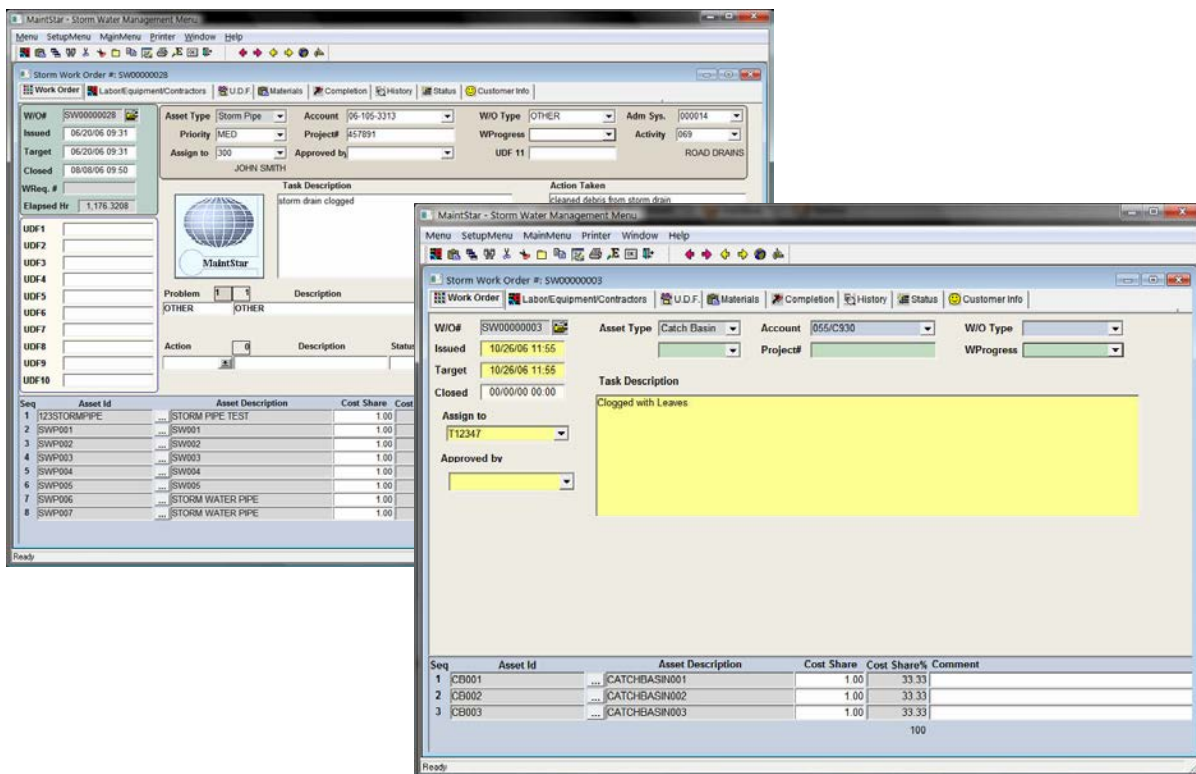 MaintStar - Storm Water Management Menu
Menu SetupMenu MainMenu Printer Window Help
Storm Work Order #: SW00000028
Work Order Labor/Equipment/Contractors U.D.F. Materials Completion History Status Customer Info
W/O# SW00000028 Asset Type Storm Pipe Account 06-105-3313 W/O Type OTHER Adm Sys. 000014
Issued 06/20/06 09:31 Priority MED Project# 457891 WProgress Activity 069
Target 06/20/06 09:31 Assign to 300 Approved by UDF 11 ROAD DRAINS
Closed 08/08/06 09:50 JOHN SMITH
WReq. # Task Description Action Taken
Elapsed Hr 1,176.3208 storm drain clogged cleaned debris from storm drain
UDF1
UDF2
UDF3 MaintStar
UDF4
UDF5 Problem 1 1 Description
UDF6 OTHER OTHER
UDF7
UDF8 Action 0 Description Status
UDF9
UDF10
Seq Asset Id Asset Description Cost Share Cost
1 123STORMPIPE ... STORM PIPE TEST 1.00
2 SWP001 ... SW001 1.00
3 SWP002 ... SW002 1.00
4 SWP003 ... SW003 1.00
5 SWP004 ... SW004 1.00
6 SWP005 ... SW005 1.00
7 SWP006 ... STORM WATER PIPE 1.00
8 SWP007 ... STORM WATER PIPE 1.00
Ready
MaintStar - Storm Water Management Menu
Menu SetupMenu MainMenu Printer Window Help
Storm Work Order #: SW00000003
Work Order Labor/Equipment/Contractors U.D.F. Materials Completion History Status Customer Info
W/O# SW00000003 Asset Type Catch Basin Account 055/C930 W/O Type
Issued 10/26/06 11:55 Project# WProgress
Target 10/26/06 11:55
Task Description
Closed 00/00/00 00:00
Clogged with Leaves
Assign to
T12347
Approved by
Seq Asset Id Asset Description Cost Share Cost Share% Comment
1 CB001 ... CATCHBASIN001 1.00 33.33
2 CB002 ... CATCHBASIN002 1.00 33.33
3 CB003 ... CATCHBASIN003 1.00 33.33
100
Ready